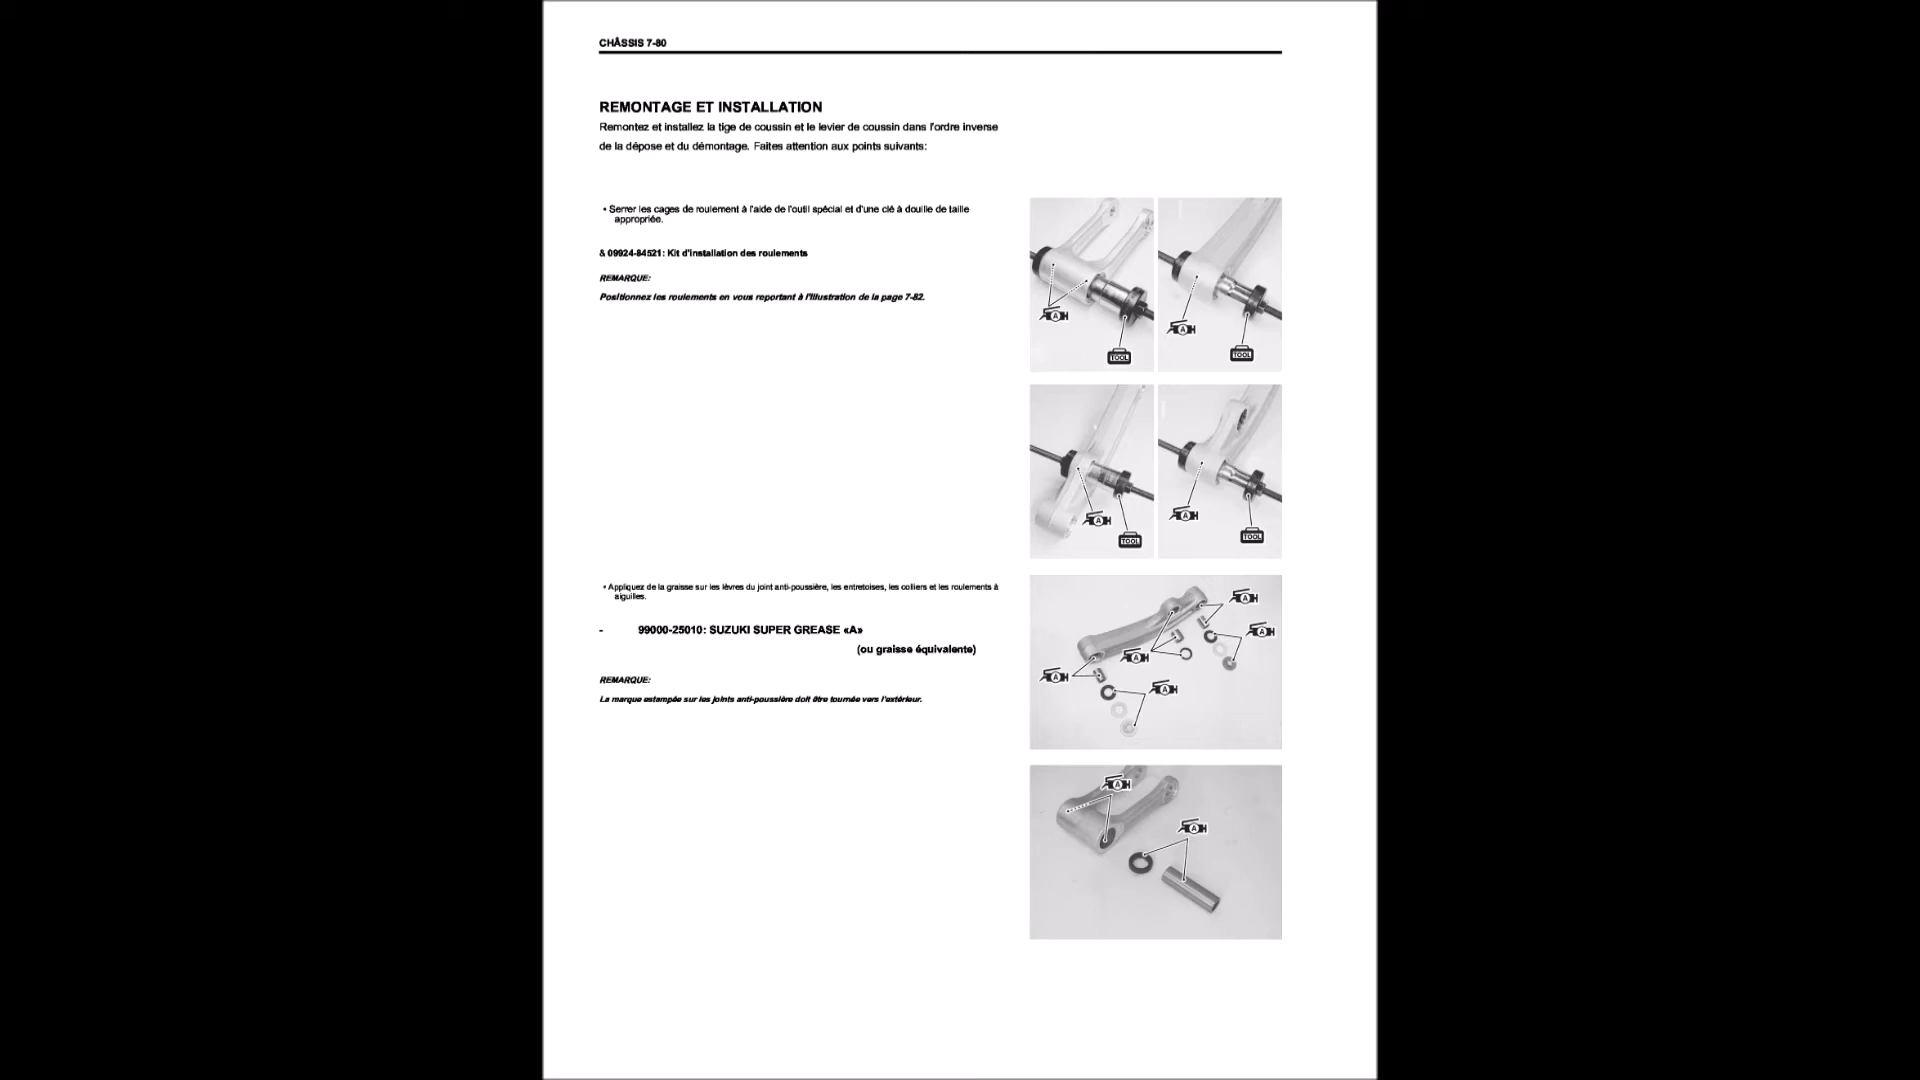 CHÂSSIS 7-80
REMONTAGE ET INSTALLATION
Remontez et installez la tige de coussin et le levier de coussin dans l'ordre inverse
de la dépose et du démontage. Faites attention aux points suivants:
• Serrer les cages de roulement à l'aide de l'outil spécial et d'une clé à douille de taille
appropriée.
& 09924-84521: Kit d'installation des roulements
REMARQUE:
Positionnez les roulements en vous reportant à l'illustration de la page 7-82.
A
TOOL
A
TOOL
A
TOOL
A
TOOL
• Appliquez de la graisse sur les lèvres du joint anti-poussière, les entretoises, les colliers et les roulements à
aiguilles.
- 99000-25010: SUZUKI SUPER GREASE «A»
(ou graisse équivalente)
REMARQUE:
La marque estampée sur les joints anti-poussière doit être tournée vers l'extérieur.
A
A
A
A
A
A
A